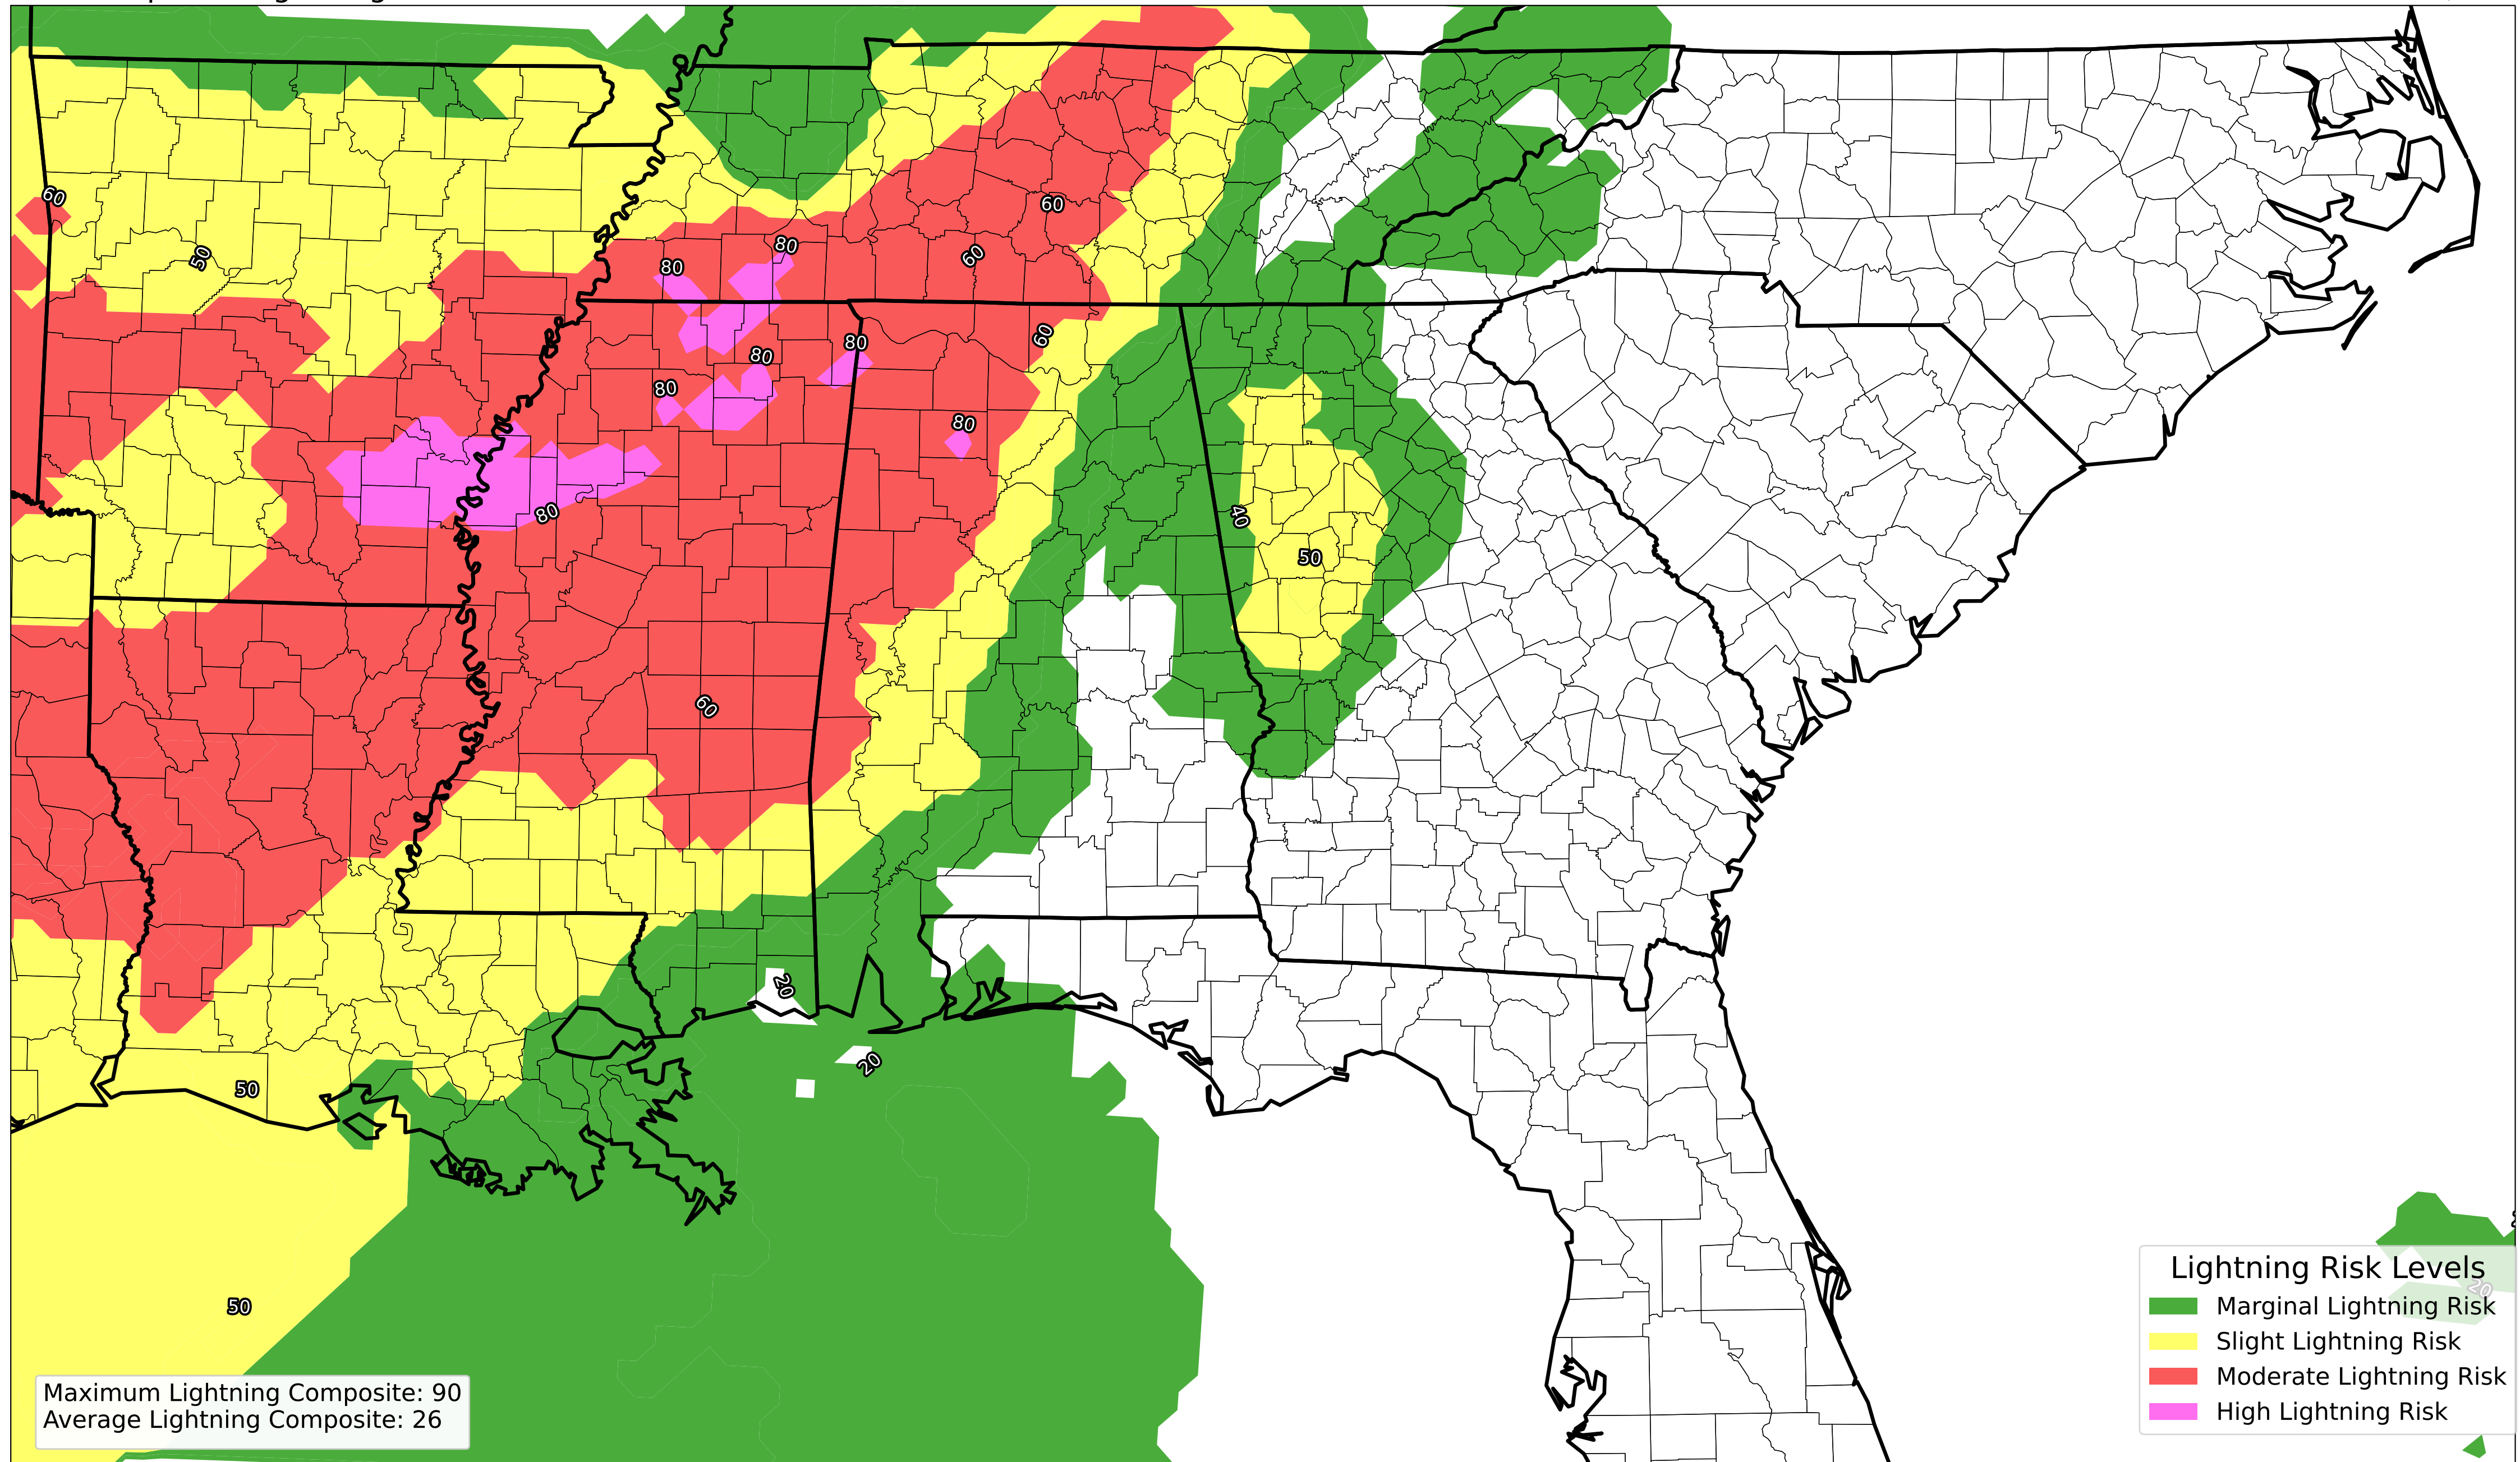 60
50
60
80
80
60
60
80
80
80
80
80
40
50
60
20
20
50
50
20
Lightning Risk Levels
Marginal Lightning Risk
Slight Lightning Risk
Moderate Lightning Risk
High Lightning Risk
Maximum Lightning Composite: 90
Average Lightning Composite: 26